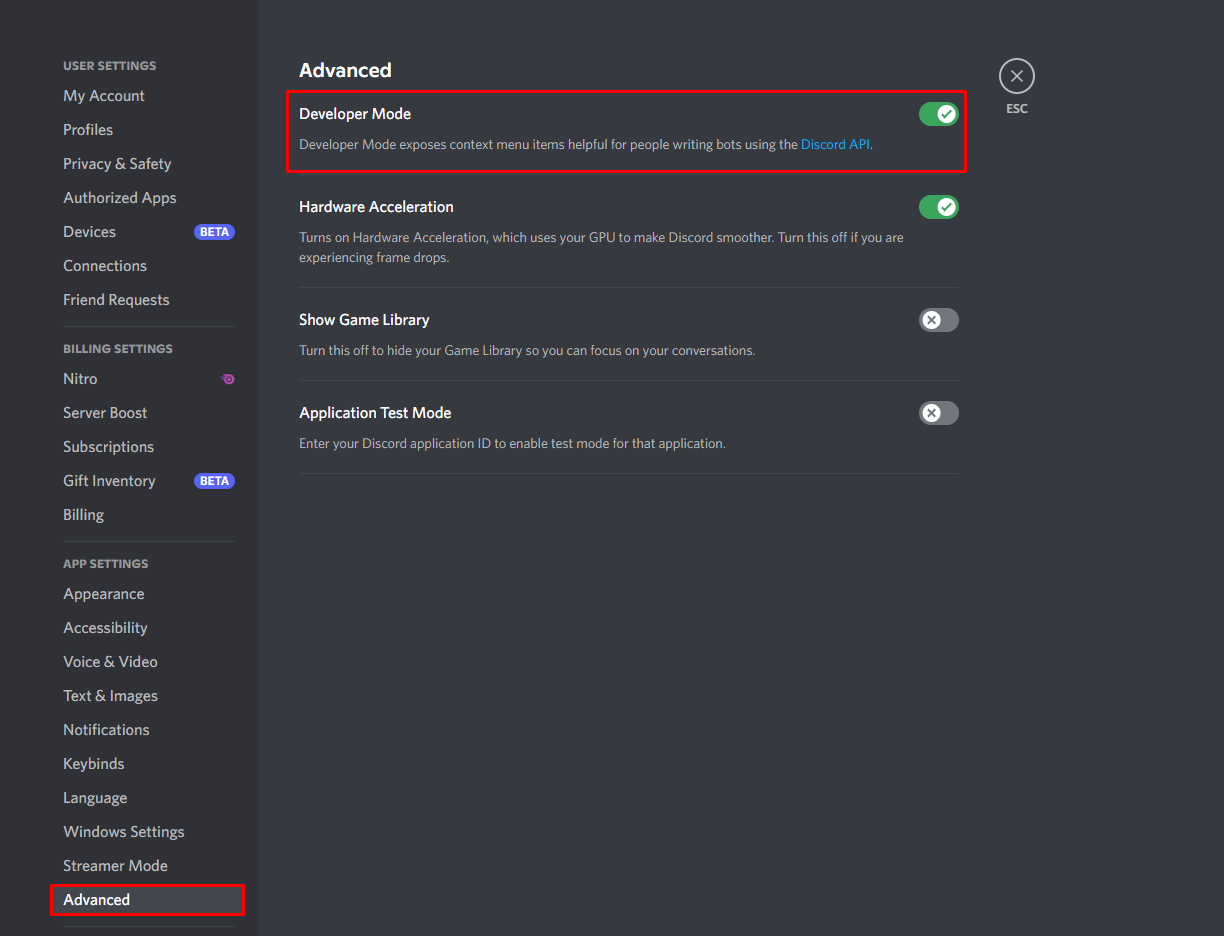 USER SETTINGS
My Account
Profiles
Privacy & Safety
Authorized Apps
Devices BETA
Connections
Friend Requests
BILLING SETTINGS
Nitro
Server Boost
Subscriptions
Gift Inventory BETA
Billing
APP SETTINGS
Appearance
Accessibility
Voice & Video
Text & Images
Notifications
Keybinds
Language
Windows Settings
Streamer Mode
Advanced
Advanced
Developer Mode
Developer Mode exposes context menu items helpful for people writing bots using the Discord API.
Hardware Acceleration
Turns on Hardware Acceleration, which uses your GPU to make Discord smoother. Turn this off if you are
experiencing frame drops.
Show Game Library
Turn this off to hide your Game Library so you can focus on your conversations.
Application Test Mode
Enter your Discord application ID to enable test mode for that application.
ESC